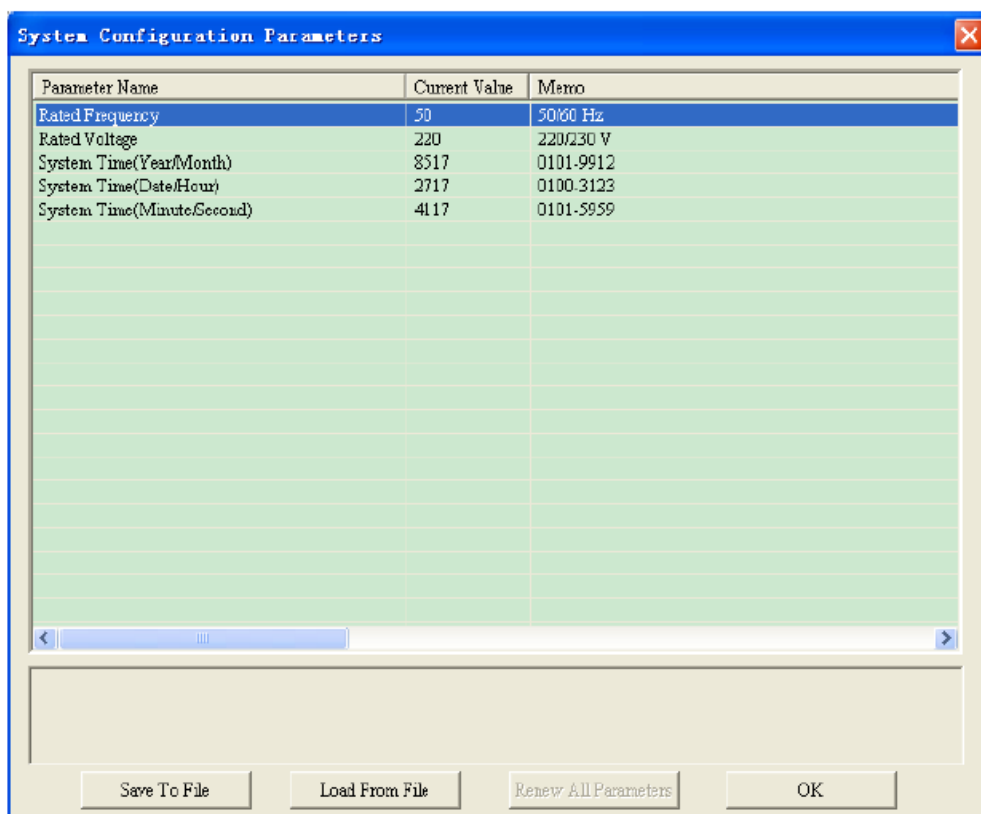 System Configuration Parameters
Parameter Name Current Value Memo
Rated Frequency 50 50/60 Hz
Rated Voltage 220 220/230 V
System Time(Year/Month) 8517 0101-9912
System Time(Date/Hour) 2717 0100-3123
System Time(Minute/Second) 4117 0101-5959
Save To File Load From File Renew All Parameters OK